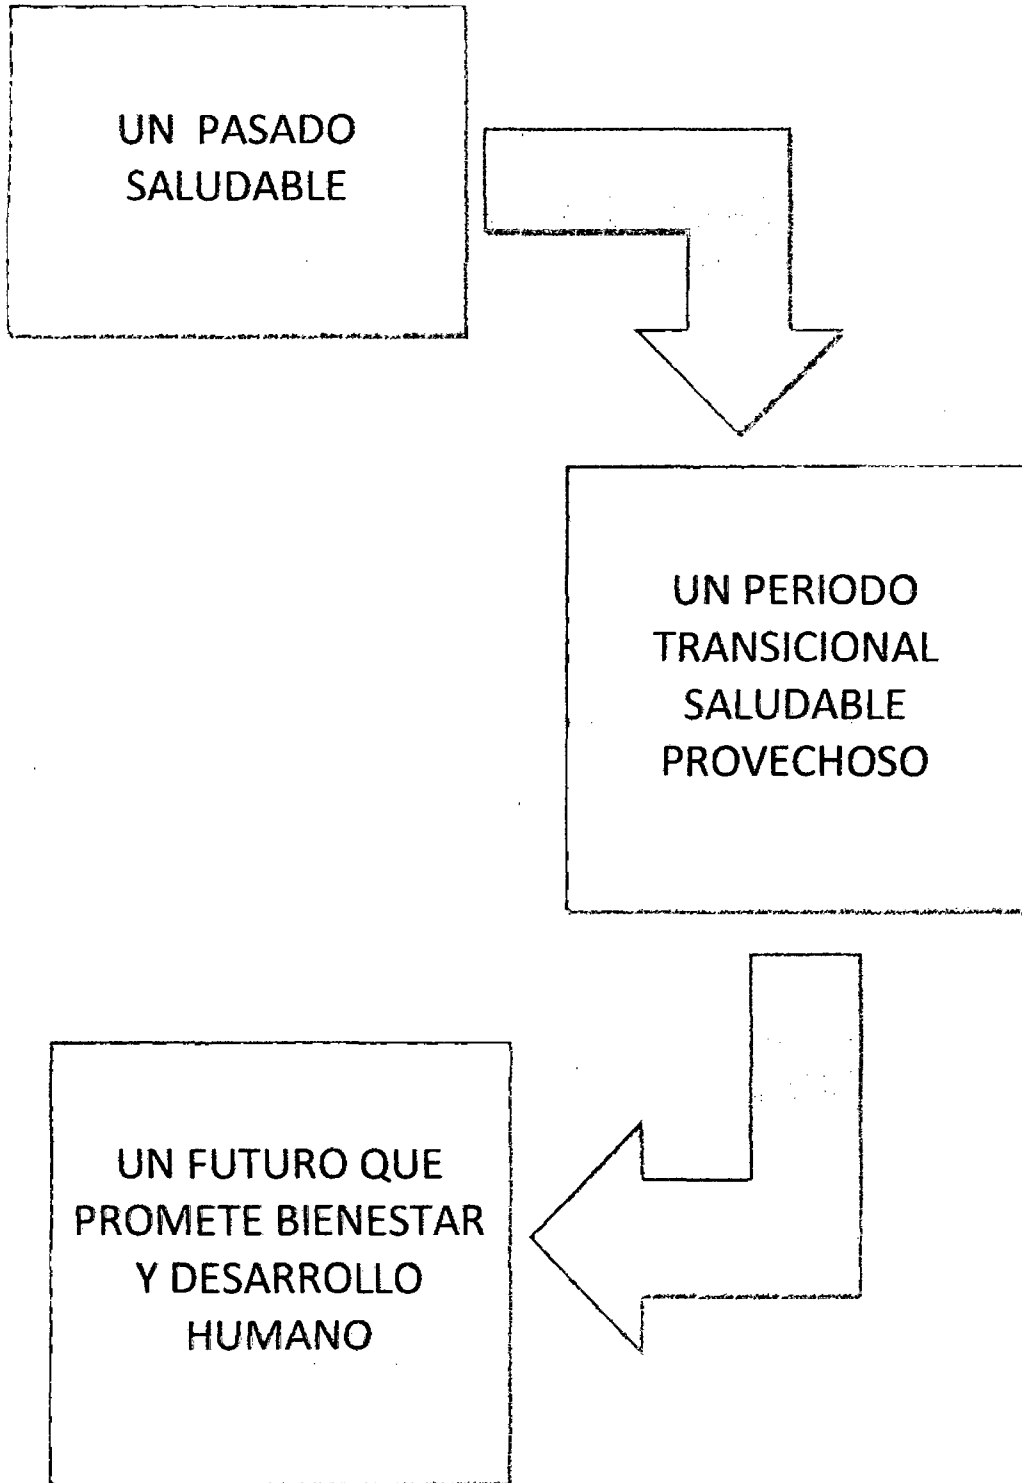 UN PASADO
SALUDABLE
UN PERIODO
TRANSICIONAL
SALUDABLE
PROVECHOSO
UN FUTURO QUE
PROMETE BIENESTAR
Y DESARROLLO
HUMANO